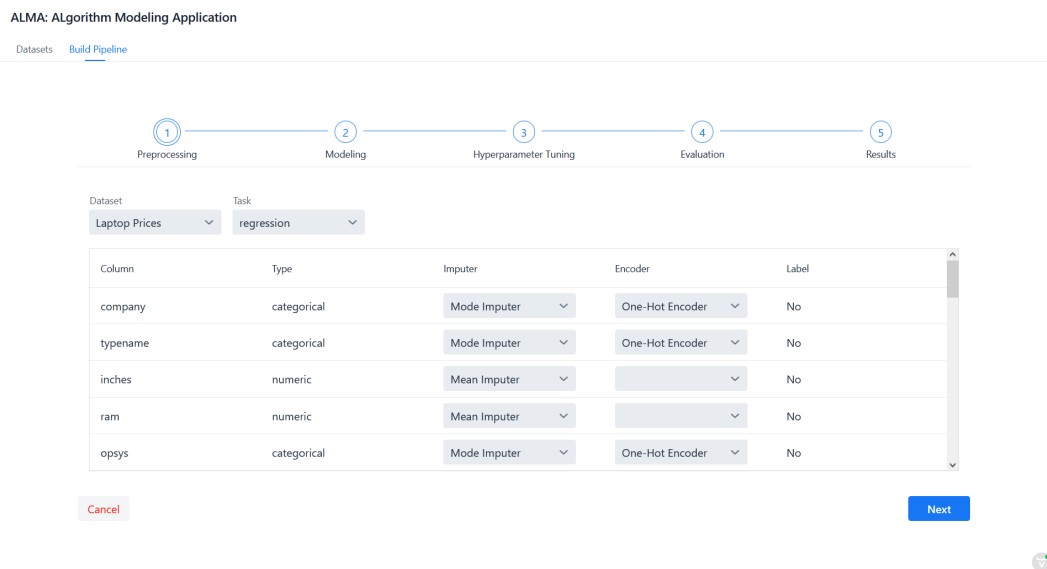 ALMA: ALgorithm Modeling Application
Datasets Build Pipeline
1 2 3 4 5
Preprocessing Modeling Hyperparameter Tuning Evaluation Results
Dataset Task
Laptop Prices regression
Column Type Imputer Encoder Label
company categorical Mode Imputer One-Hot Encoder No
typename categorical Mode Imputer One-Hot Encoder No
inches numeric Mean Imputer No
ram numeric Mean Imputer No
opsys categorical Mode Imputer One-Hot Encoder No
Cancel Next